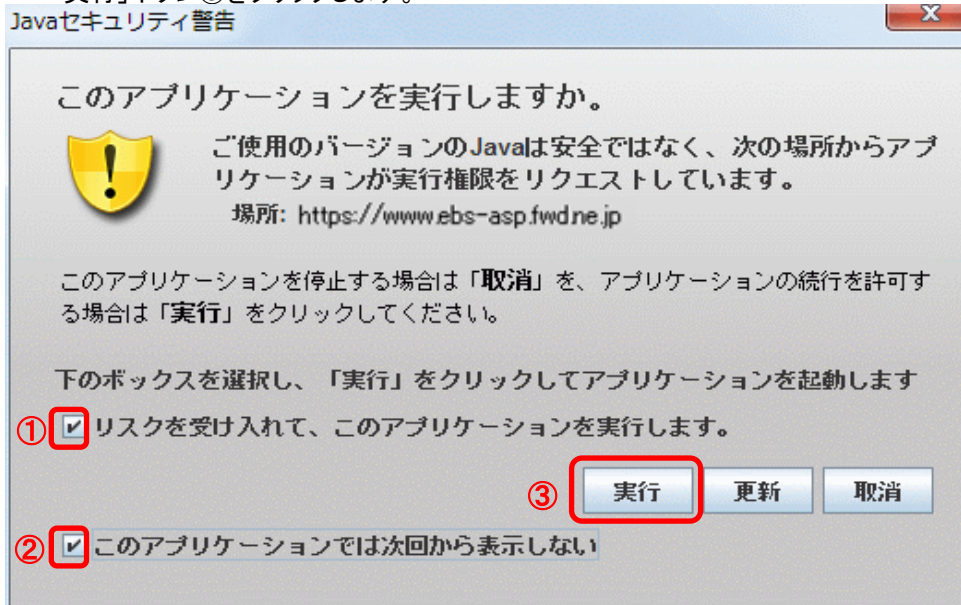 Javaセキュリティ警告
このアプリケーションを実行しますか。
ご使用のバージョンのJavaは安全ではなく、次の場所からアプ
リケーションが実行権限をリクエストしています。
場所: https://www.ebs-asp.fwd.ne.jp
このアプリケーションを停止する場合は「取消」を、アプリケーションの続行を許可す
る場合は「実行」をクリックしてください。
下のボックスを選択し、「実行」をクリックしてアプリケーションを起動します
① リスクを受け入れて、このアプリケーションを実行します。
③ 実行 更新 取消
② このアプリケーションでは次回から表示しない